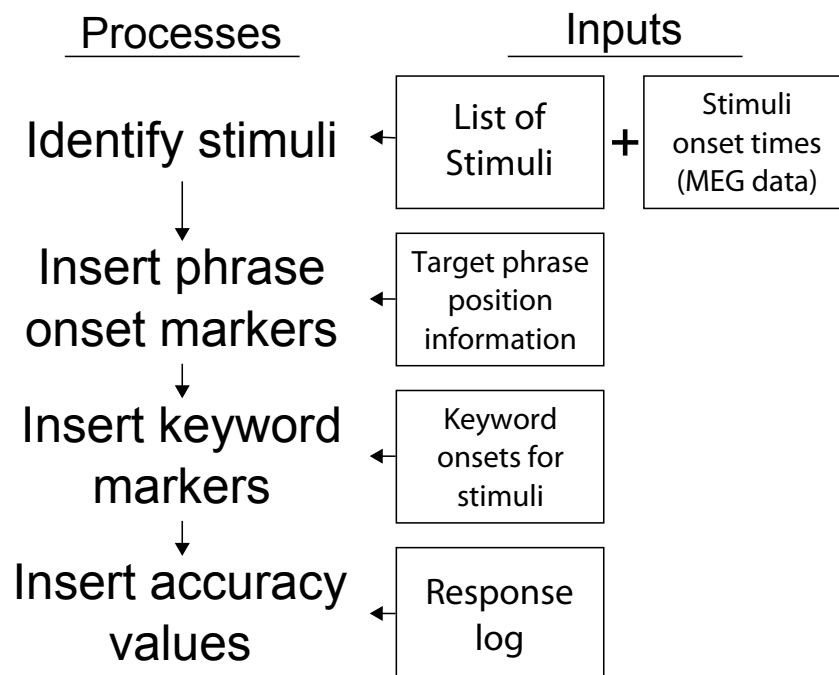 Processes
Inputs
Identify stimuli
List of
Stimuli
+
Stimuli
onset times
(MEG data)
Insert phrase
onset markers
Target phrase
position
information
Insert keyword
markers
Keyword
onsets for
stimuli
Insert accuracy
values
Response
log